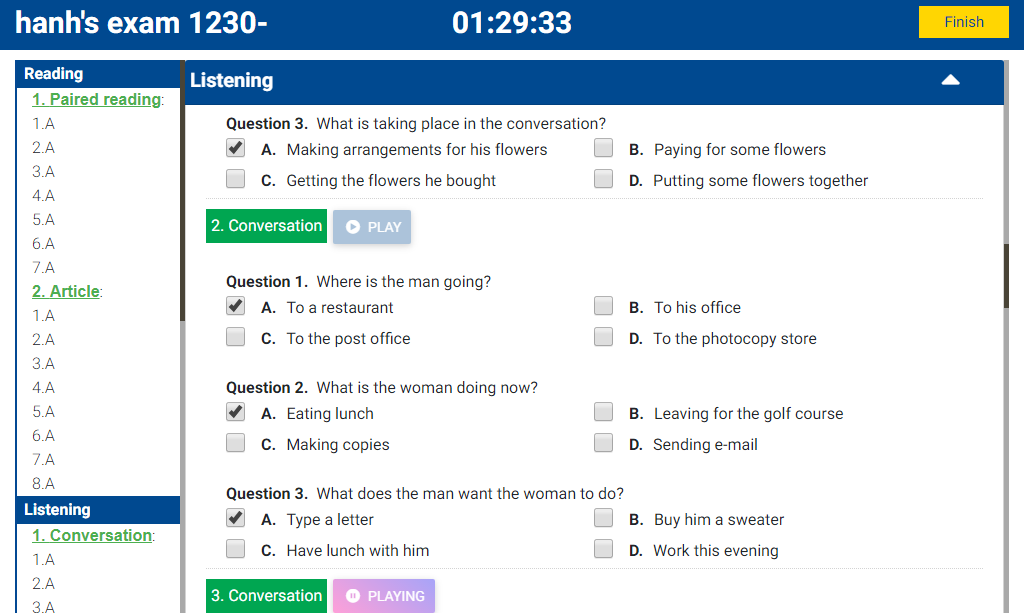 hanh's exam 1230-
01:29:33
Finish
Reading
1. Paired reading:
1.A
2.A
3.A
4.A
5.A
6.A
7.A
2. Article:
1.A
2.A
3.A
4.A
5.A
6.A
7.A
8.A
Listening
1. Conversation:
1.A
2.A
3.A
Listening
Question 3. What is taking place in the conversation?
A. Making arrangements for his flowers
B. Paying for some flowers
C. Getting the flowers he bought
D. Putting some flowers together
2. Conversation
PLAY
Question 1. Where is the man going?
A. To a restaurant
B. To his office
C. To the post office
D. To the photocopy store
Question 2. What is the woman doing now?
A. Eating lunch
B. Leaving for the golf course
C. Making copies
D. Sending e-mail
Question 3. What does the man want the woman to do?
A. Type a letter
B. Buy him a sweater
C. Have lunch with him
D. Work this evening
3. Conversation
PLAYING